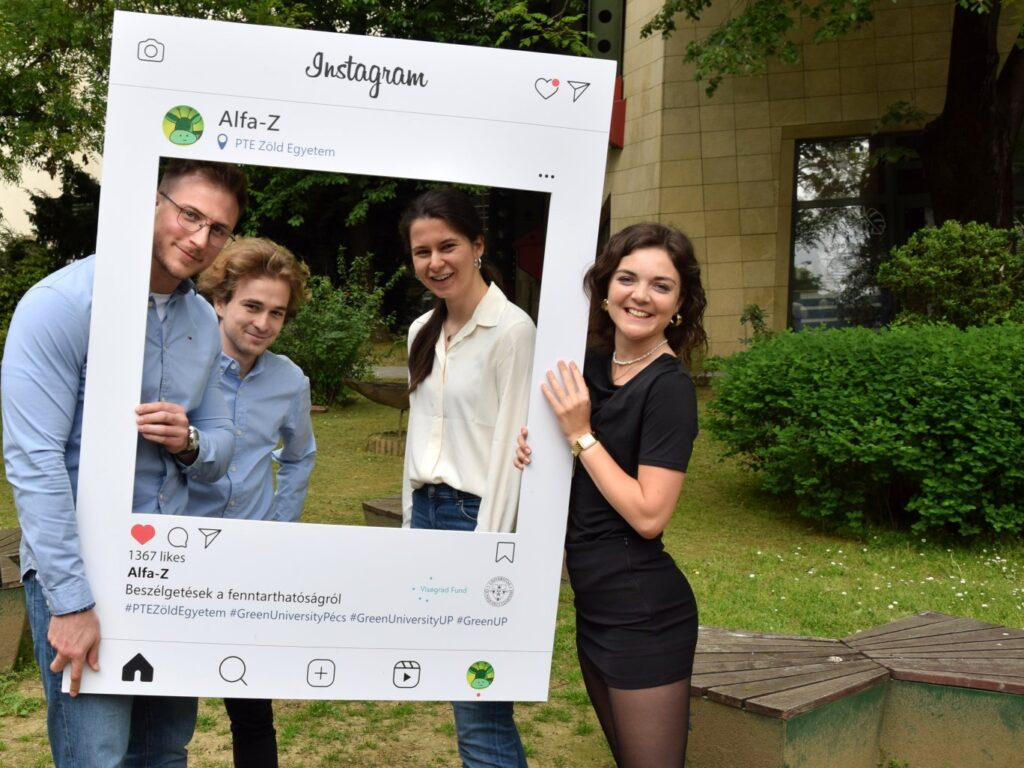 Instagram
Alfa-Z
PTE Zöld Egyetem
1367 likes
Alfa-Z
Beszélgetések a fenntarthatóságról
Visegrad Fund
#PTEZöldEgyetem #GreenUniversityPécs #GreenUniversityUP #GreenUP